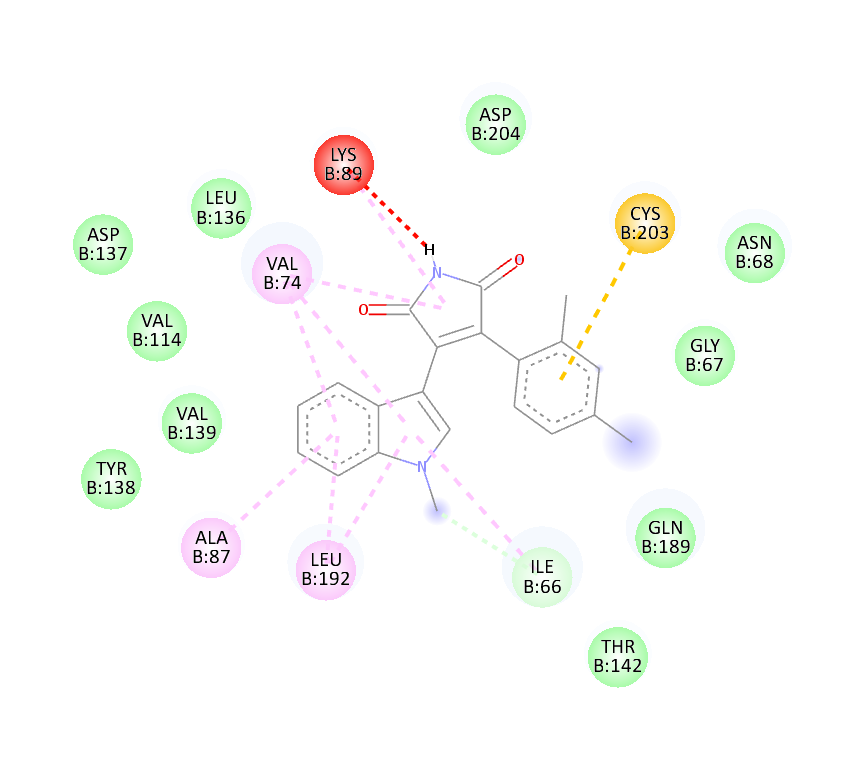 ASP
B:204
LYS
B:89
LEU
B:136
CYS
B:203
ASP
B:137
VAL
B:74
ASN
B:68
H
N
O
O
VAL
B:114
GLY
B:67
VAL
B:139
TYR
B:138
N
ALA
B:87
LEU
B:192
ILE
B:66
GLN
B:189
THR
B:142